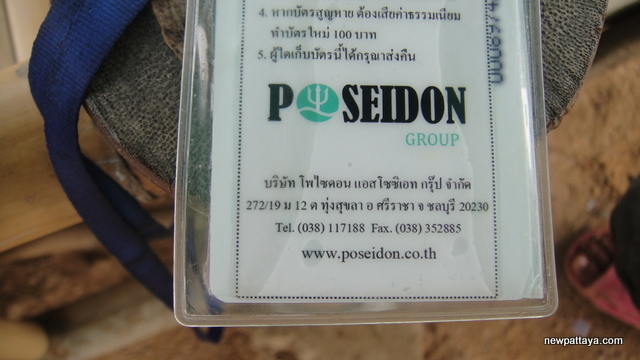 4. หากบัตรสูญหาย ต้องเสียค่าธรรมเนียม
ทำบัตรใหม่ 100 บาท
5. ผู้ใดเก็บบัตรนี้ได้กรุณาส่งคืน
POSEIDON
GROUP
บริษัท โพไซดอน แอสโซซิเอท กรุ๊ป จำกัด
272/19 ม 12 ต ทุ่งสุขลา อ ศรีราชา จ ชลบุรี 20230
Tel. (038) 117188 Fax. (038) 352885
www.poseidon.co.th
newpattaya.com